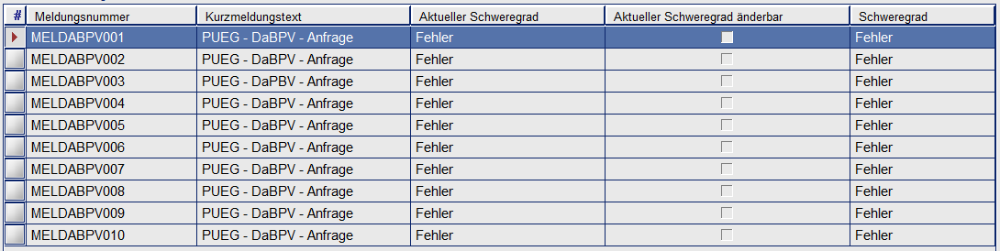 # Meldungsnummer Kurzmeldungstext Aktueller Schweregrad Aktueller Schweregrad änderbar Schweregrad
MELDABPV001 PUEG - DaBPV - Anfrage Fehler Fehler
MELDABPV002 PUEG - DaBPV - Anfrage Fehler Fehler
MELDABPV003 PUEG - DaPBV - Anfrage Fehler Fehler
MELDABPV004 PUEG - DaBPV - Anfrage Fehler Fehler
MELDABPV005 PUEG - DaBPV - Anfrage Fehler Fehler
MELDABPV006 PUEG - DaBPV - Anfrage Fehler Fehler
MELDABPV007 PUEG - DaBPV - Anfrage Fehler Fehler
MELDABPV008 PUEG - DaBPV - Anfrage Fehler Fehler
MELDABPV009 PUEG - DaBPV - Anfrage Fehler Fehler
MELDABPV010 PUEG - DaBPV - Anfrage Fehler Fehler